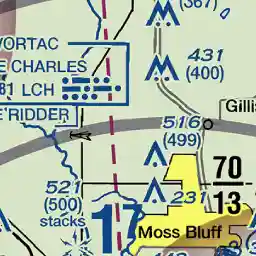 (367)
VORTAC
E CHARLES
81 LCH
E'RIDDER
431
(400)
Gillis
516
(499)
70
13
521
(500)
stacks
17
231
Moss Bluff